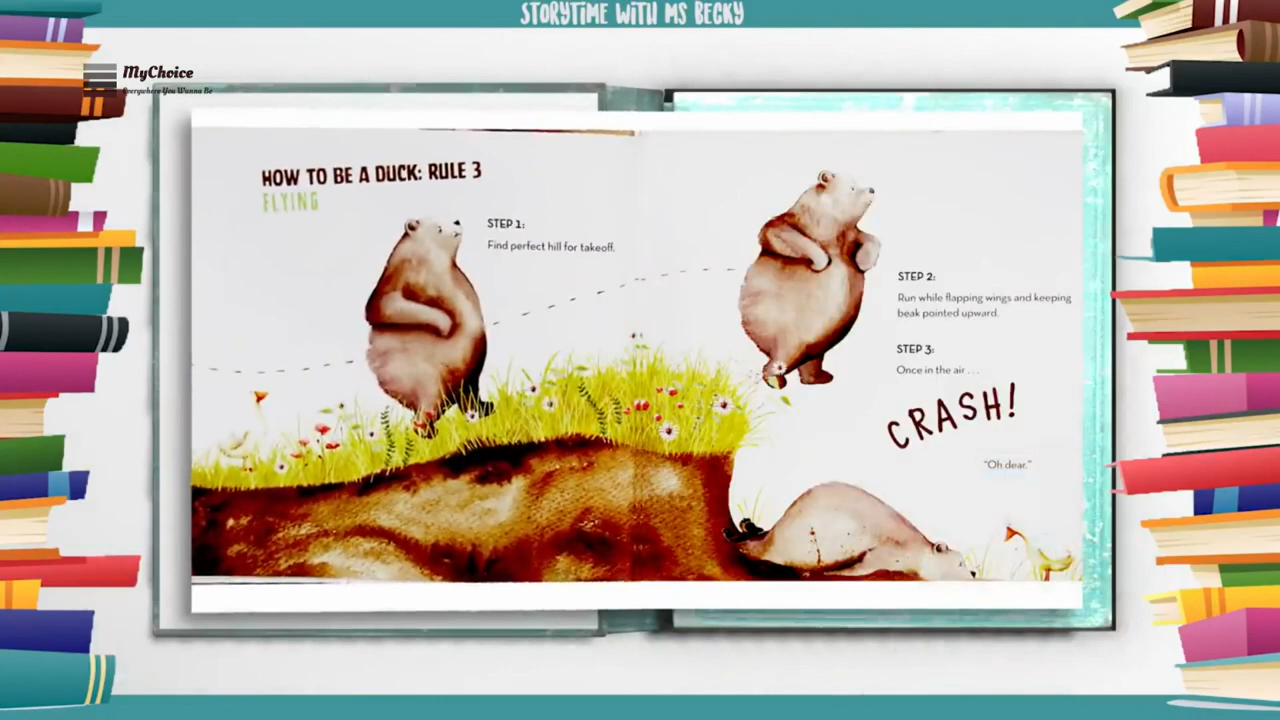 STORYTIME WITH MS BECKY
MyChoice
Everywhere You Wanna Be
HOW TO BE A DUCK: RULE 3
FLYING
STEP 1:
Find perfect hill for takeoff.
STEP 2:
Run while flapping wings and keeping
beak pointed upward.
STEP 3:
Once in the air . . .
CRASH!
“Oh dear.”